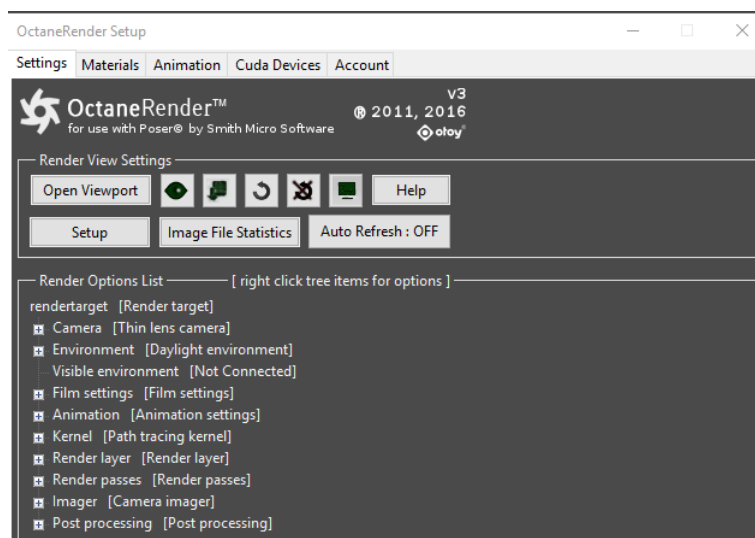 OctaneRender Setup
Settings Materials Animation Cuda Devices Account
OctaneRender™ v3
® 2011, 2016
for use with Poser® by Smith Micro Software
otoy
Render View Settings
Open Viewport Help
Setup Image File Statistics Auto Refresh : OFF
Render Options List [ right click tree items for options ]
rendertarget [Render target]
Camera [Thin lens camera]
Environment [Daylight environment]
Visible environment [Not Connected]
Film settings [Film settings]
Animation [Animation settings]
Kernel [Path tracing kernel]
Render layer [Render layer]
Render passes [Render passes]
Imager [Camera imager]
Post processing [Post processing]